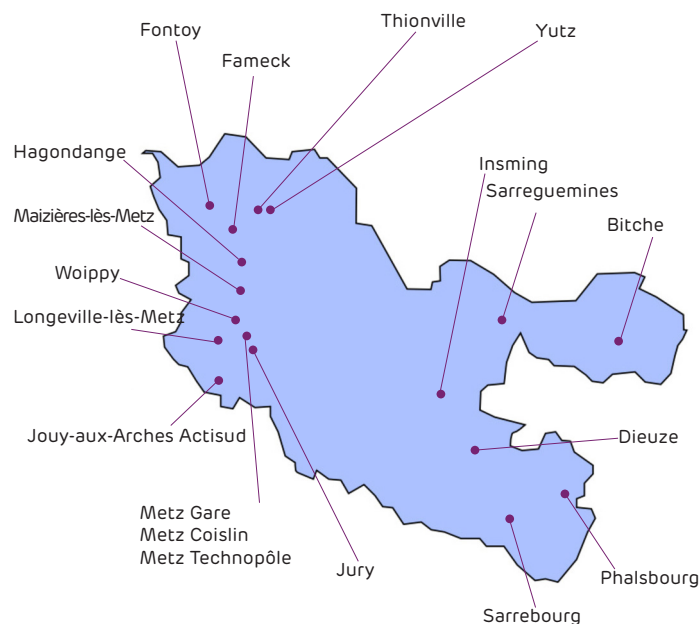 Thionville
Fontoy
Yutz
Fameck
Hagondange
Insming
Sarreguemines
Maizières-lès-Metz
Bitche
Woippy
Longeville-lès-Metz
Jouy-aux-Arches Actisud
Dieuze
Metz Gare
Metz Coislin
Metz Technopôle
Jury
Phalsbourg
Sarrebourg